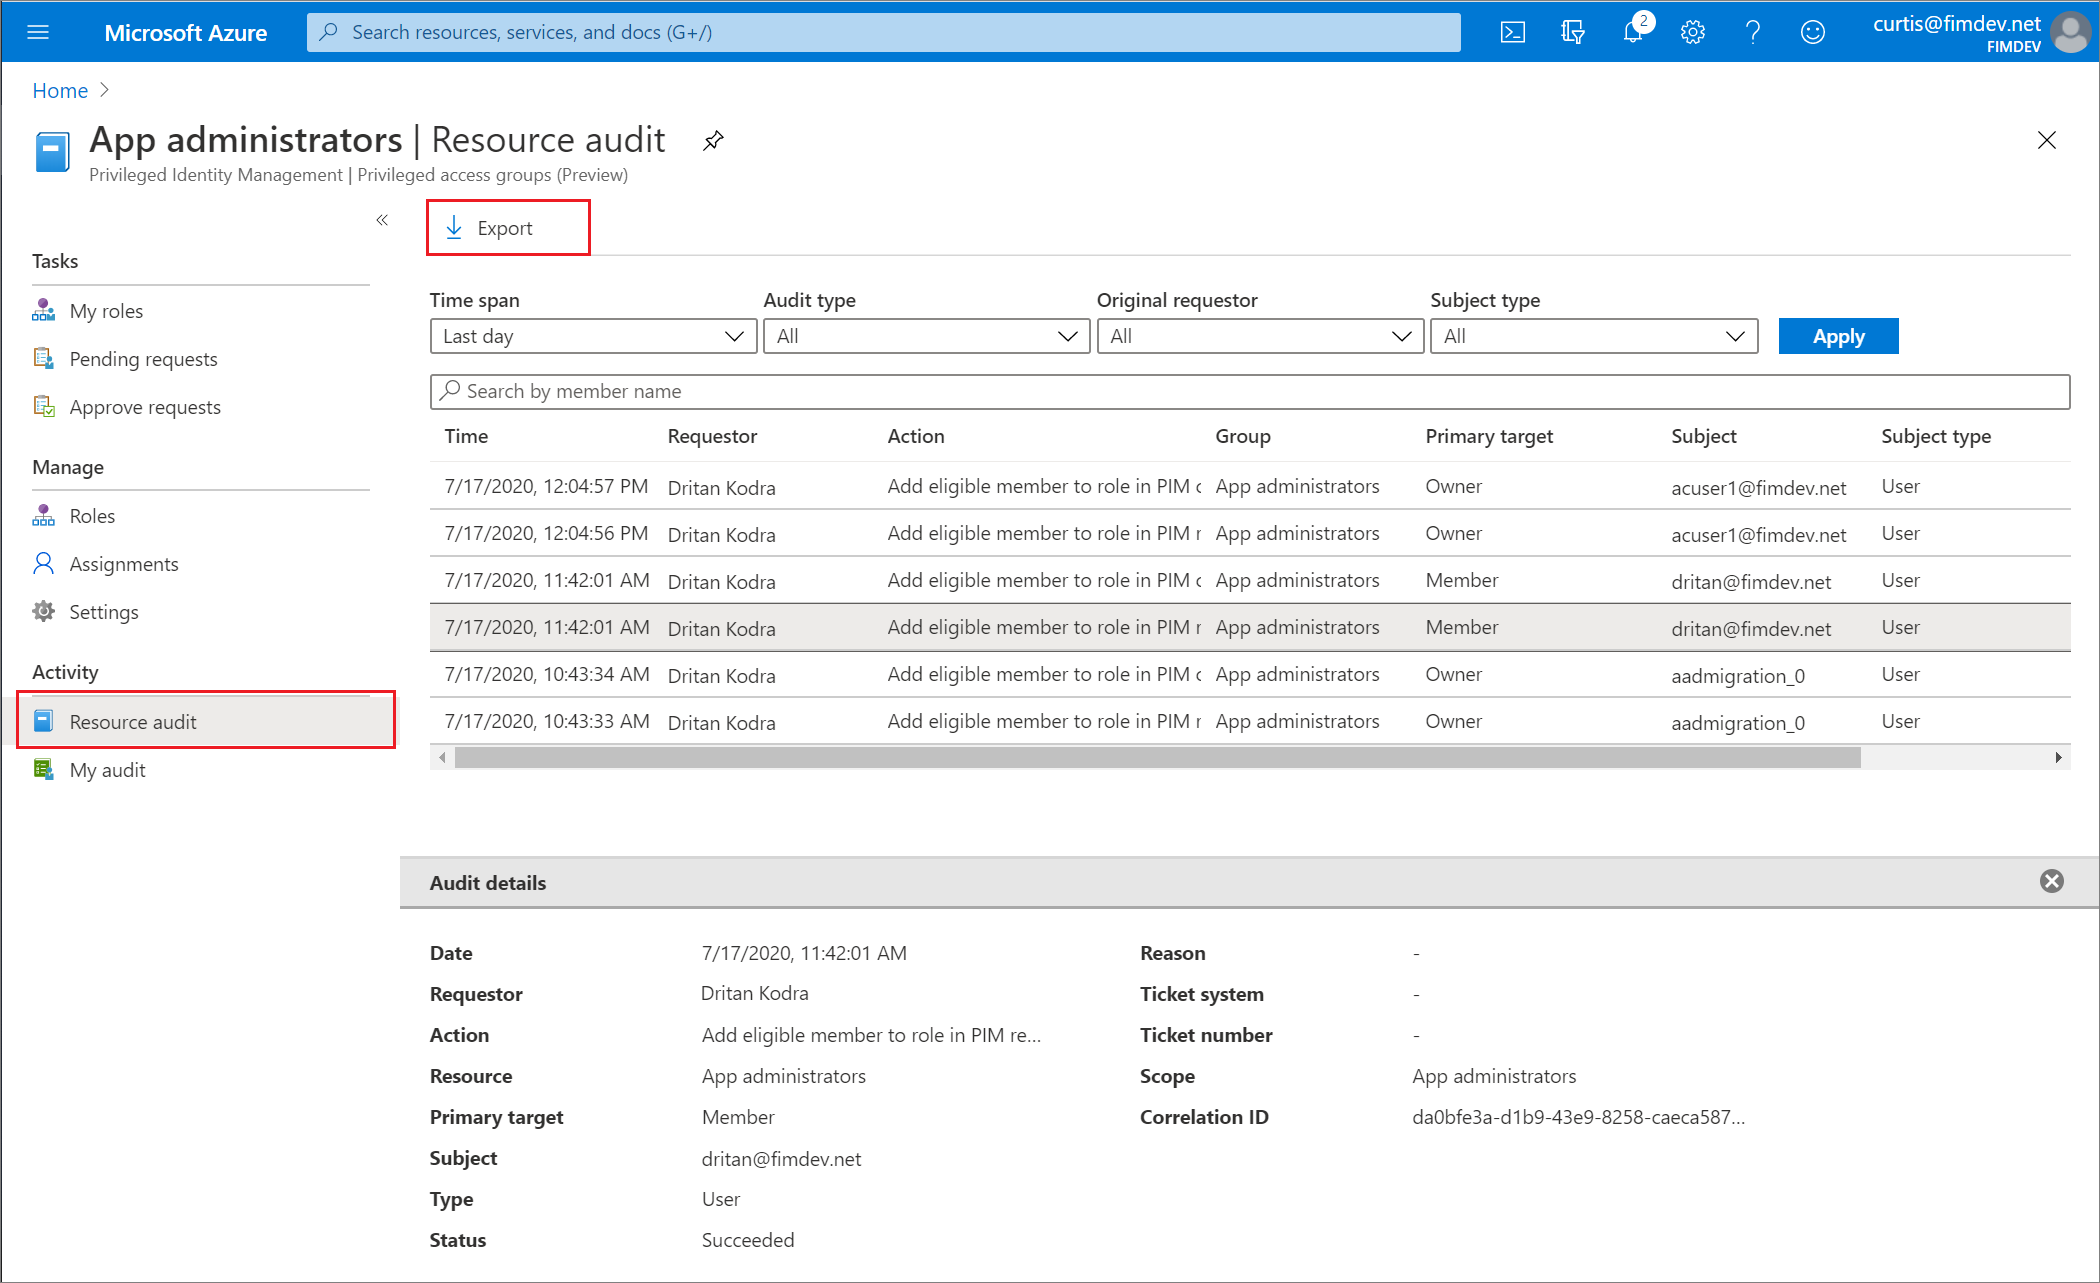 Microsoft Azure
Search resources, services, and docs (G+/)
2
curtis@fimdev.net
FIMDEV
Home
App administrators | Resource audit
Privileged Identity Management | Privileged access groups (Preview)
Export
Tasks
My roles
Pending requests
Approve requests
Manage
Roles
Assignments
Settings
Activity
Resource audit
My audit
Time span Audit type Original requestor Subject type
Last day All All All Apply
Search by member name
Time Requestor Action Group Primary target Subject Subject type
7/17/2020, 12:04:57 PM Dritan Kodra Add eligible member to role in PIM c App administrators Owner acuser1@fimdev.net User
7/17/2020, 12:04:56 PM Dritan Kodra Add eligible member to role in PIM r App administrators Owner acuser1@fimdev.net User
7/17/2020, 11:42:01 AM Dritan Kodra Add eligible member to role in PIM c App administrators Member dritan@fimdev.net User
7/17/2020, 11:42:01 AM Dritan Kodra Add eligible member to role in PIM r App administrators Member dritan@fimdev.net User
7/17/2020, 10:43:34 AM Dritan Kodra Add eligible member to role in PIM c App administrators Owner aadmigration_0 User
7/17/2020, 10:43:33 AM Dritan Kodra Add eligible member to role in PIM r App administrators Owner aadmigration_0 User
Audit details
Date 7/17/2020, 11:42:01 AM Reason -
Requestor Dritan Kodra Ticket system -
Action Add eligible member to role in PIM re... Ticket number -
Resource App administrators Scope App administrators
Primary target Member Correlation ID da0bfe3a-d1b9-43e9-8258-caeca587...
Subject dritan@fimdev.net
Type User
Status Succeeded